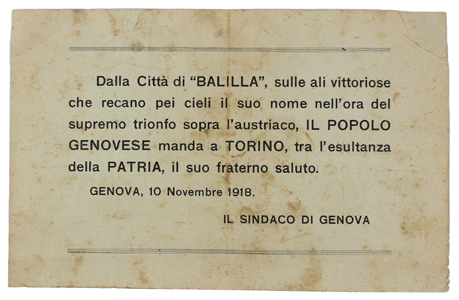 Dalla Città di “BALILLA”, sulle ali vittoriose
che recano pei cieli il suo nome nell'ora del
supremo trionfo sopra l'austriaco, IL POPOLO
GENOVESE manda a TORINO, tra l'esultanza
della PATRIA, il suo fraterno saluto.
GENOVA, 10 Novembre 1918.
IL SINDACO DI GENOVA